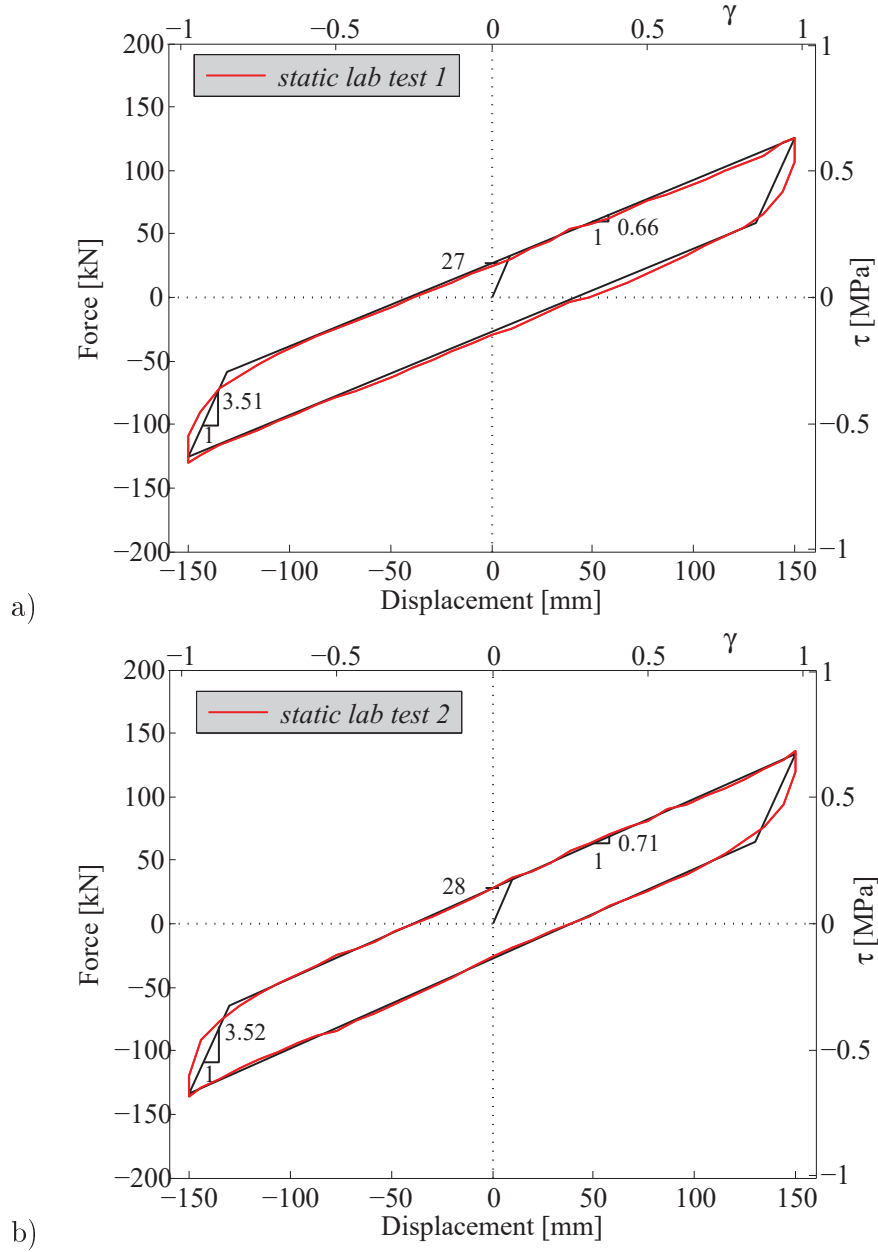 −1 −0.5 0 0.5 γ 1
200 1
static lab test 1
150
100 0.5
50 0.66
27 1
0 0
Force [kN] τ [MPa]
−50
3.51
−100 −0.5
1
−150
−200 −1
−150 −100 −50 0 50 100 150
Displacement [mm]
a)
−1 −0.5 0 0.5 γ 1
200 1
static lab test 2
150
100 0.5
50 0.71
28 1
0 0
Force [kN] τ [MPa]
−50
3.52
−100 −0.5
1
−150
−200 −1
−150 −100 −50 0 50 100 150
Displacement [mm]
b)